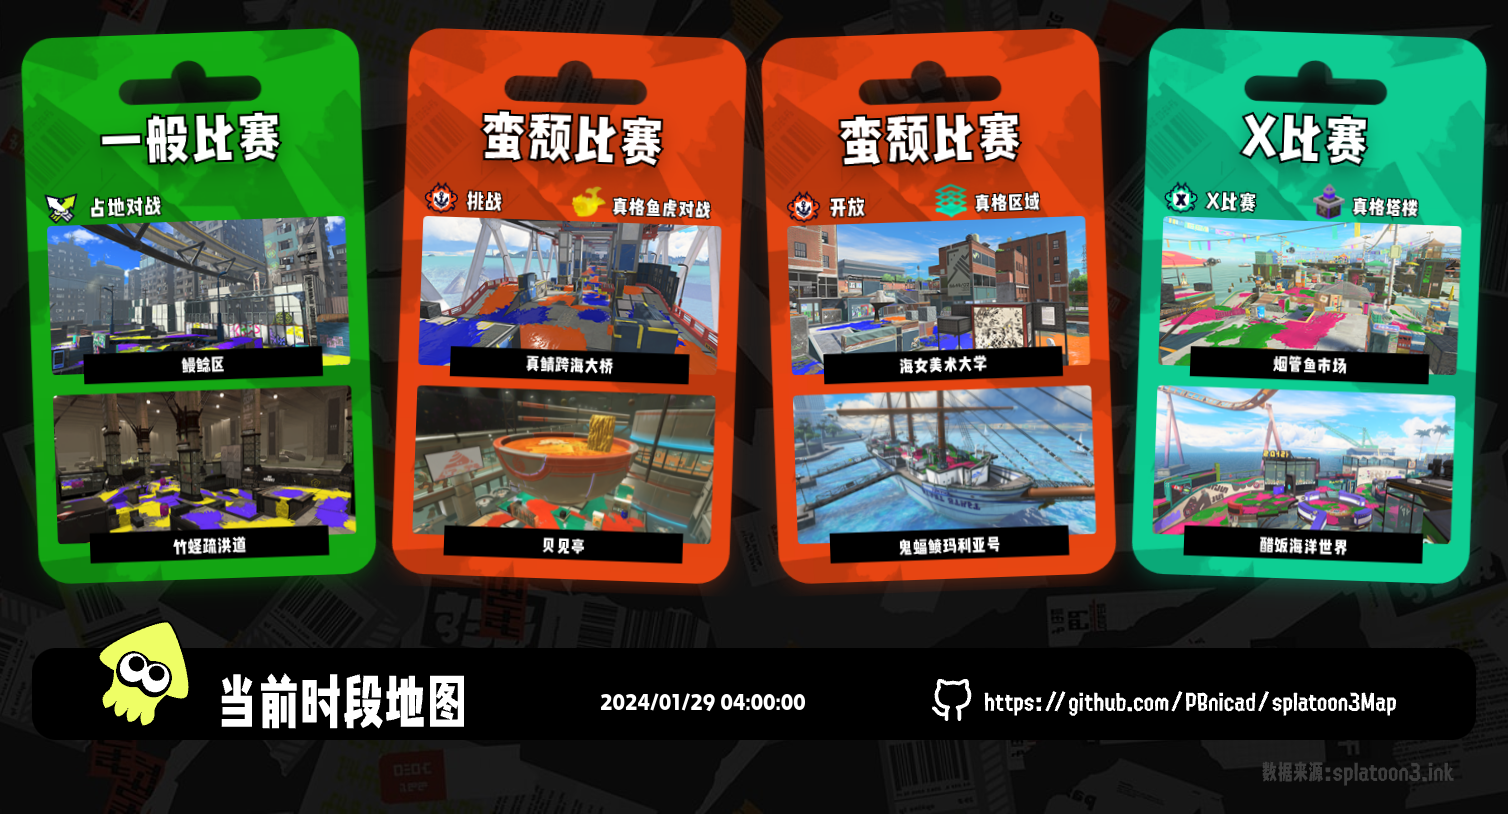 一般比赛
占地对战
鳗鲶区
竹蛏疏洪道
蛮颓比赛
挑战
真格鱼虎对战
真鲭跨海大桥
贝见亭
蛮颓比赛
开放
真格区域
海女美术大学
鬼蝠鲼玛利亚号
X比赛
X比赛
真格塔楼
烟管鱼市场
醋饭海洋世界
当前时段地图
2024/01/29 04:00:00
https://github.com/PBnicad/splatoon3Map
数据来源:splatoon3.ink